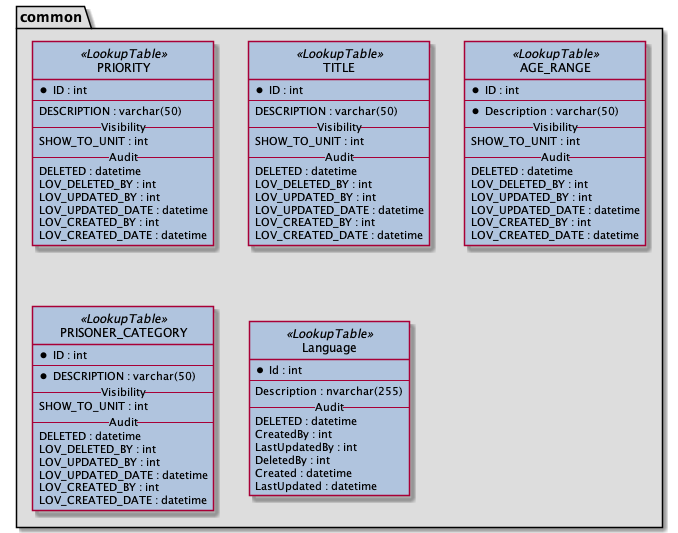 common
«LookupTable»
PRIORITY
ID : int
DESCRIPTION : varchar(50)
Visibility
SHOW_TO_UNIT : int
Audit
DELETED : datetime
LOV_DELETED_BY : int
LOV_UPDATED_BY : int
LOV_UPDATED_DATE : datetime
LOV_CREATED_BY : int
LOV_CREATED_DATE : datetime
«LookupTable»
TITLE
ID : int
DESCRIPTION : varchar(50)
Visibility
SHOW_TO_UNIT : int
Audit
DELETED : datetime
LOV_DELETED_BY : int
LOV_UPDATED_BY : int
LOV_UPDATED_DATE : datetime
LOV_CREATED_BY : int
LOV_CREATED_DATE : datetime
«LookupTable»
AGE_RANGE
ID : int
Description : varchar(50)
Visibility
SHOW_TO_UNIT : int
Audit
DELETED : datetime
LOV_DELETED_BY : int
LOV_UPDATED_BY : int
LOV_UPDATED_DATE : datetime
LOV_CREATED_BY : int
LOV_CREATED_DATE : datetime
«LookupTable»
PRISONER_CATEGORY
ID : int
DESCRIPTION : varchar(50)
Visibility
SHOW_TO_UNIT : int
Audit
DELETED : datetime
LOV_DELETED_BY : int
LOV_UPDATED_BY : int
LOV_UPDATED_DATE : datetime
LOV_CREATED_BY : int
LOV_CREATED_DATE : datetime
«LookupTable»
Language
Id : int
Description : nvarchar(255)
Audit
DELETED : datetime
CreatedBy : int
LastUpdatedBy : int
DeletedBy : int
Created : datetime
LastUpdated : datetime